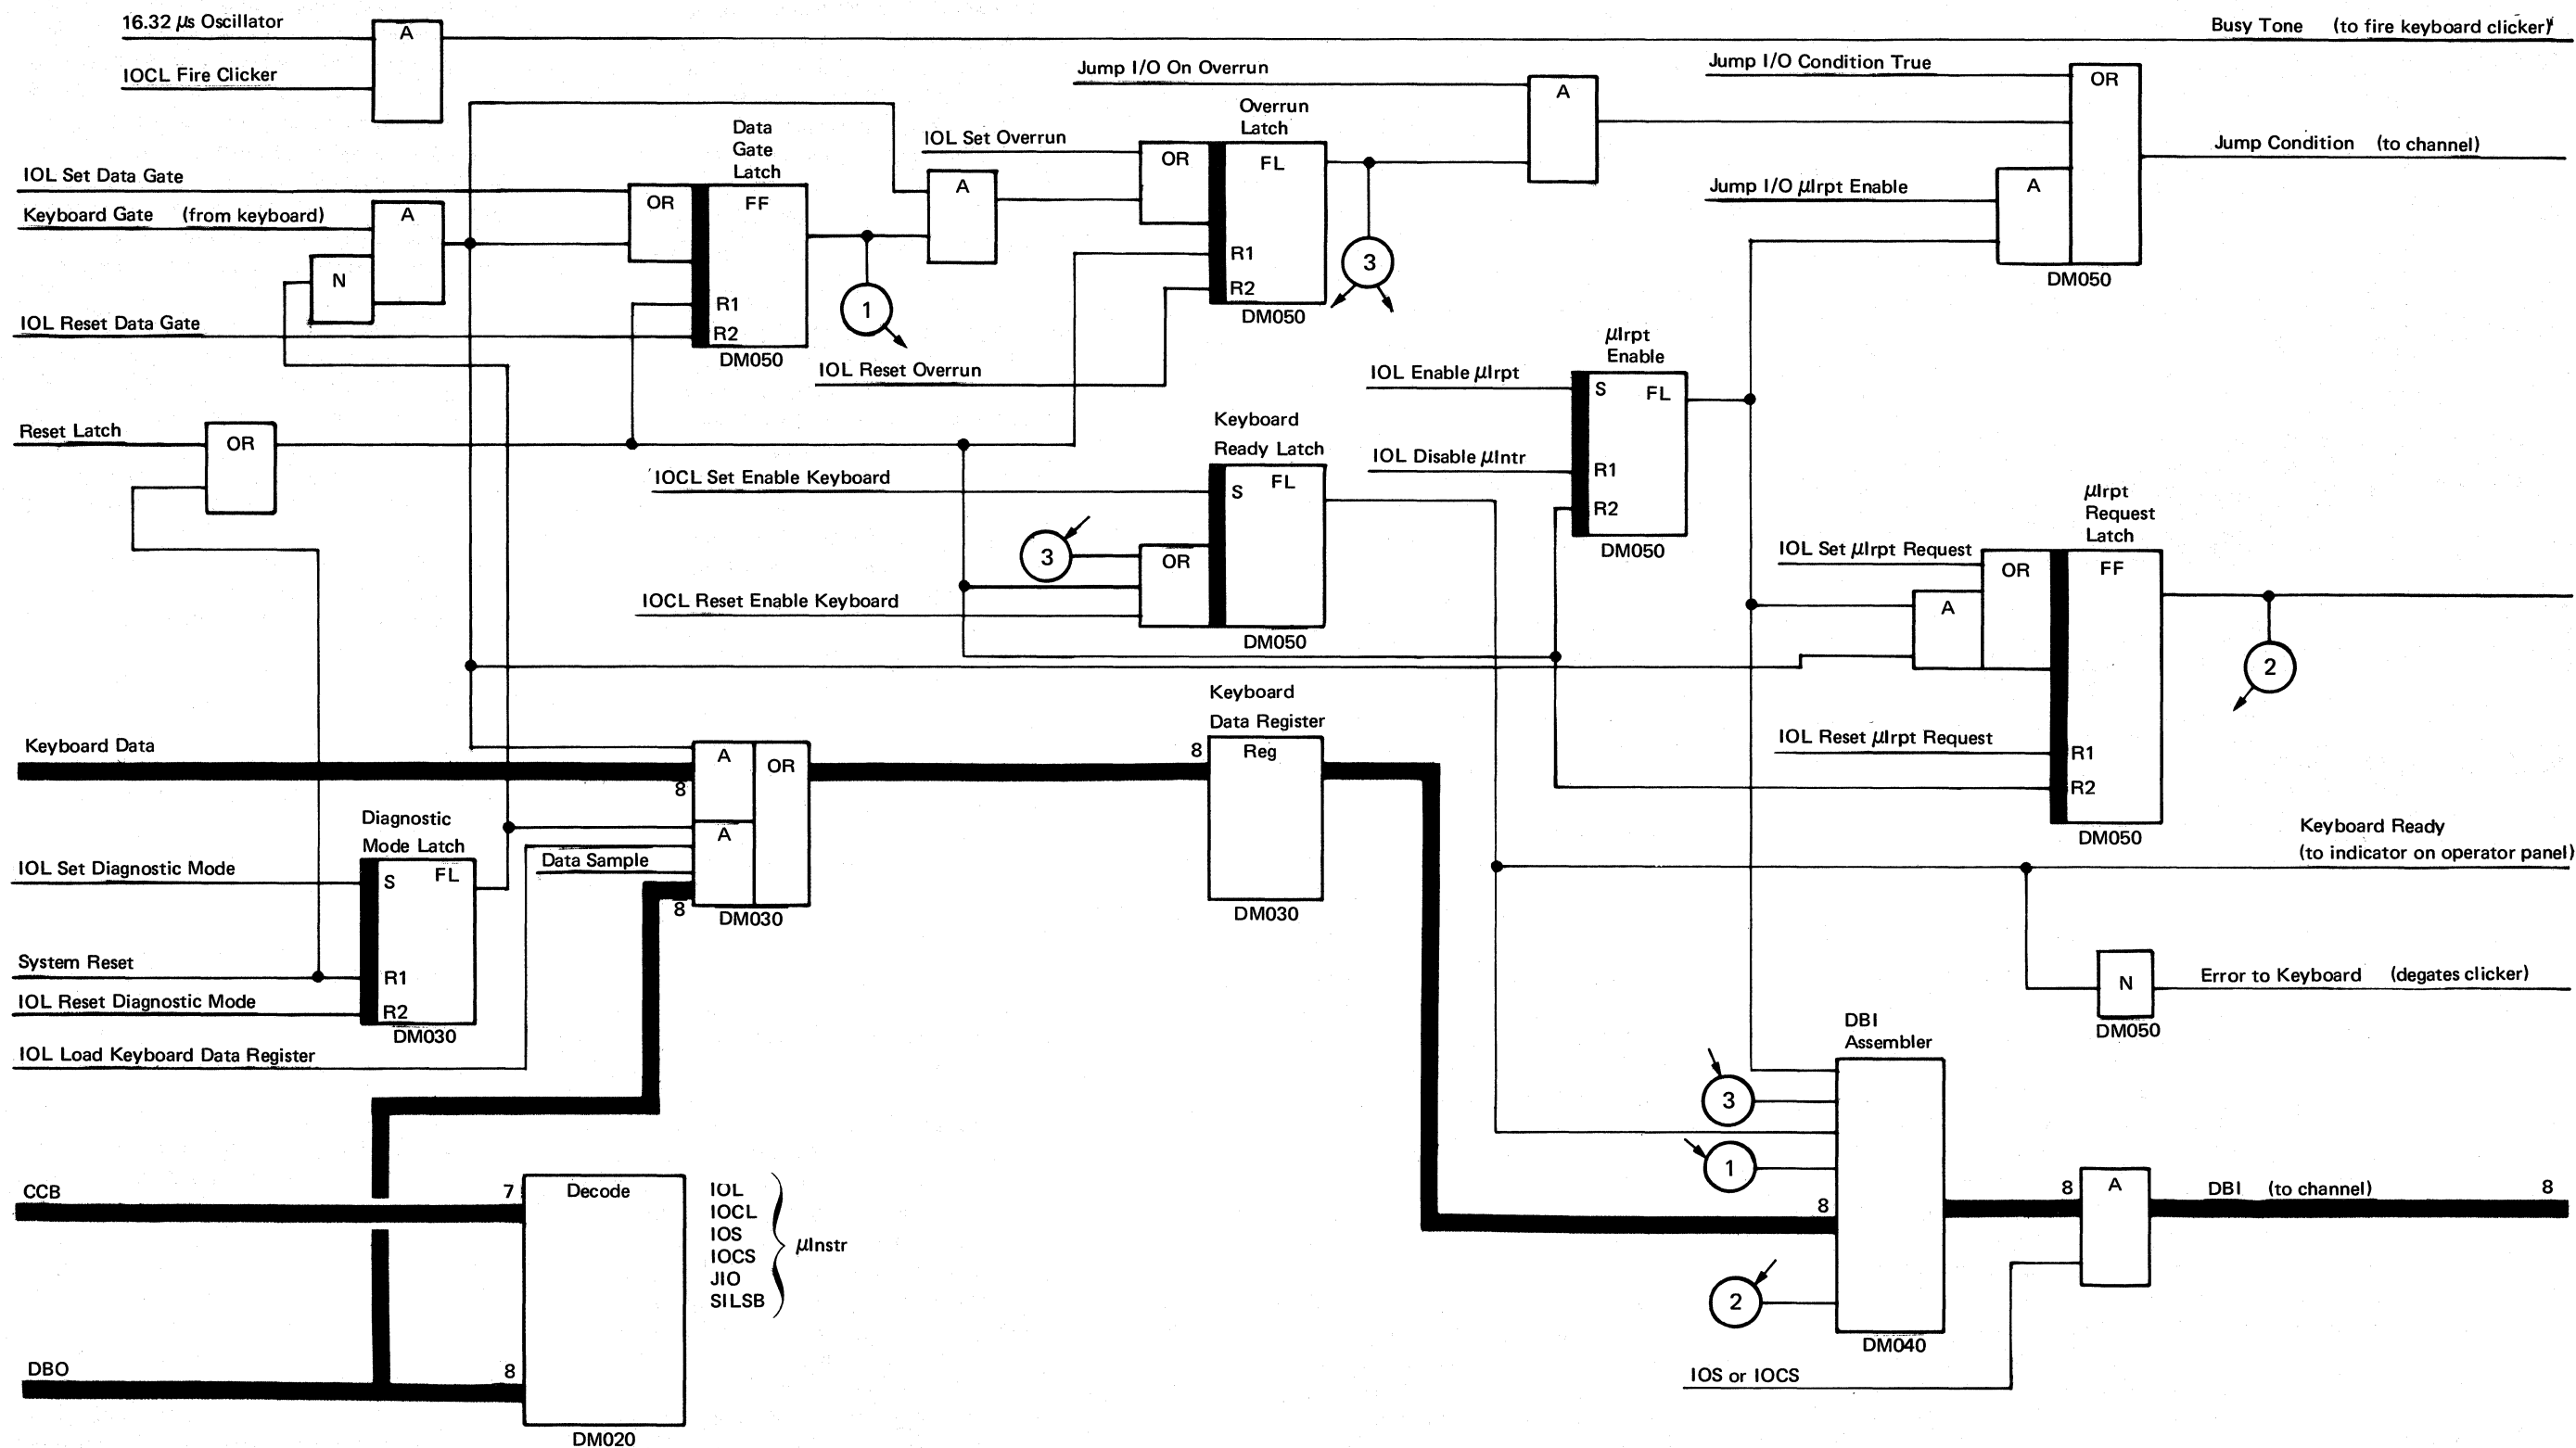 16.32 μs Oscillator
A
Busy Tone (to fire keyboard clicker)
IOCL Fire Clicker
Jump I/O On Overrun
A
Jump I/O Condition True
OR
Overrun
Latch
Data
Gate
Latch
IOL Set Overrun
OR
FL
Jump Condition (to channel)
IOL Set Data Gate
OR
FF
A
Jump I/O μIrpt Enable
A
Keyboard Gate (from keyboard)
A
N
R1
R2
DM050
3
DM050
R1
R2
DM050
1
IOL Reset Data Gate
IOL Reset Overrun
μIrpt
Enable
IOL Enable μIrpt
S FL
Reset Latch
OR
Keyboard
Ready Latch
IOL Disable μIntr
R1
IOCL Set Enable Keyboard
S FL
R2
DM050
μIrpt
Request
Latch
3
OR
IOL Set μIrpt Request
OR
FF
IOCL Reset Enable Keyboard
A
DM050
2
Keyboard
Data Register
Keyboard Data
8
A
OR
8
Reg
IOL Reset μIrpt Request
R1
R2
DM050
Diagnostic
Mode Latch
A
Keyboard Ready
(to indicator on operator panel)
IOL Set Diagnostic Mode
S FL
Data Sample
8
DM030
DM030
System Reset
R1
IOL Reset Diagnostic Mode
R2
DM030
N
Error to Keyboard (degates clicker)
DM050
IOL Load Keyboard Data Register
DBI
Assembler
3
1
CCB
7
Decode
IOL
IOCL
IOS
IOCS
JIO
SILSB
μInstr
8
8
A
DBI (to channel)
8
2
DM040
DBO
8
IOS or IOCS
DM020